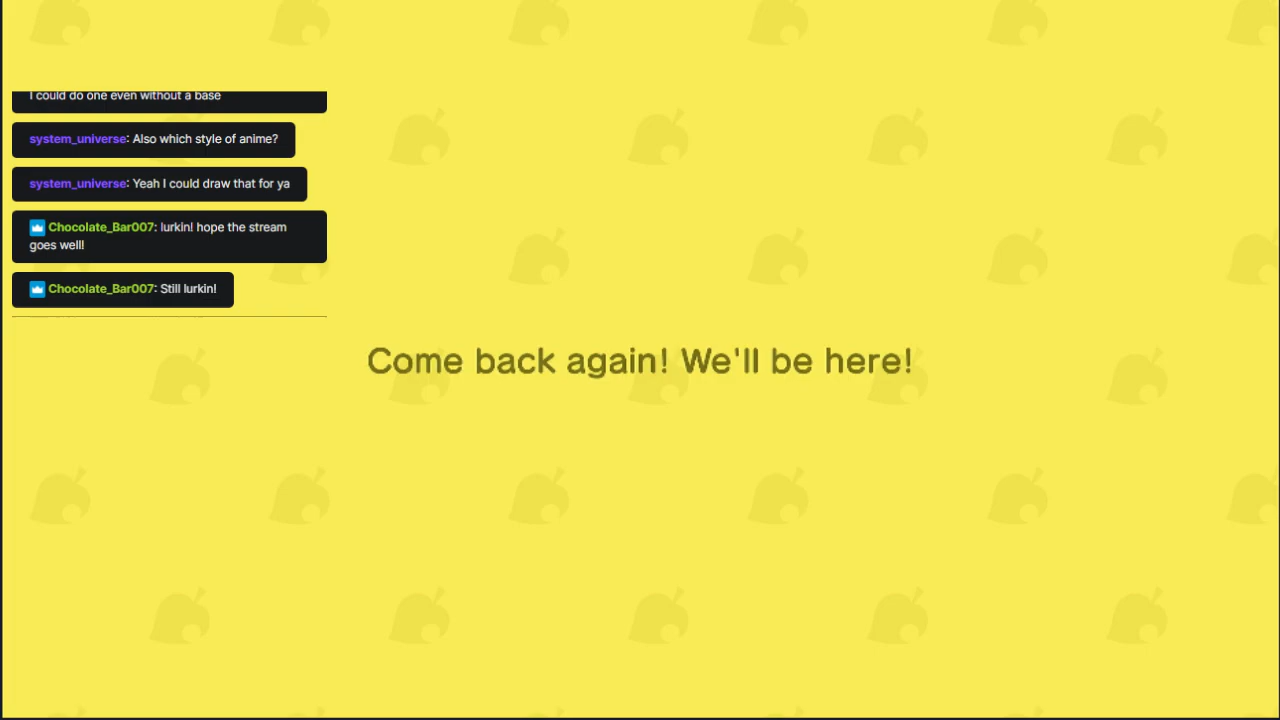 I could do one even without a base
system_universe: Also which style of anime?
system_universe: Yeah I could draw that for ya
Chocolate_Bar007: lurkin! hope the stream
goes well!
Chocolate_Bar007: Still lurkin!
Come back again! We'll be here!